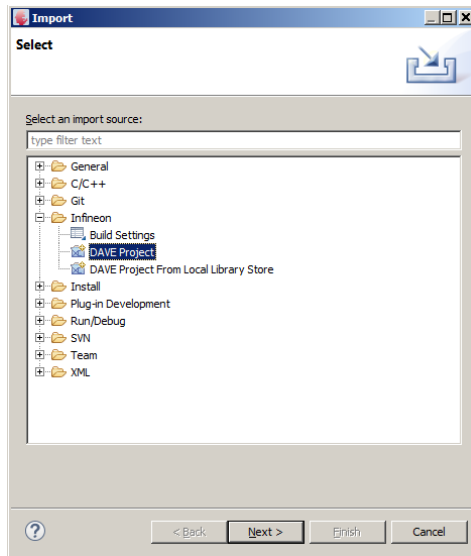 Import
Select
Select an import source:
type filter text
General
C/C++
Git
Infineon
Build Settings
DAVE Project
DAVE Project From Local Library Store
Install
Plug-in Development
Run/Debug
SVN
Team
XML
?
< Back
Next >
Finish
Cancel